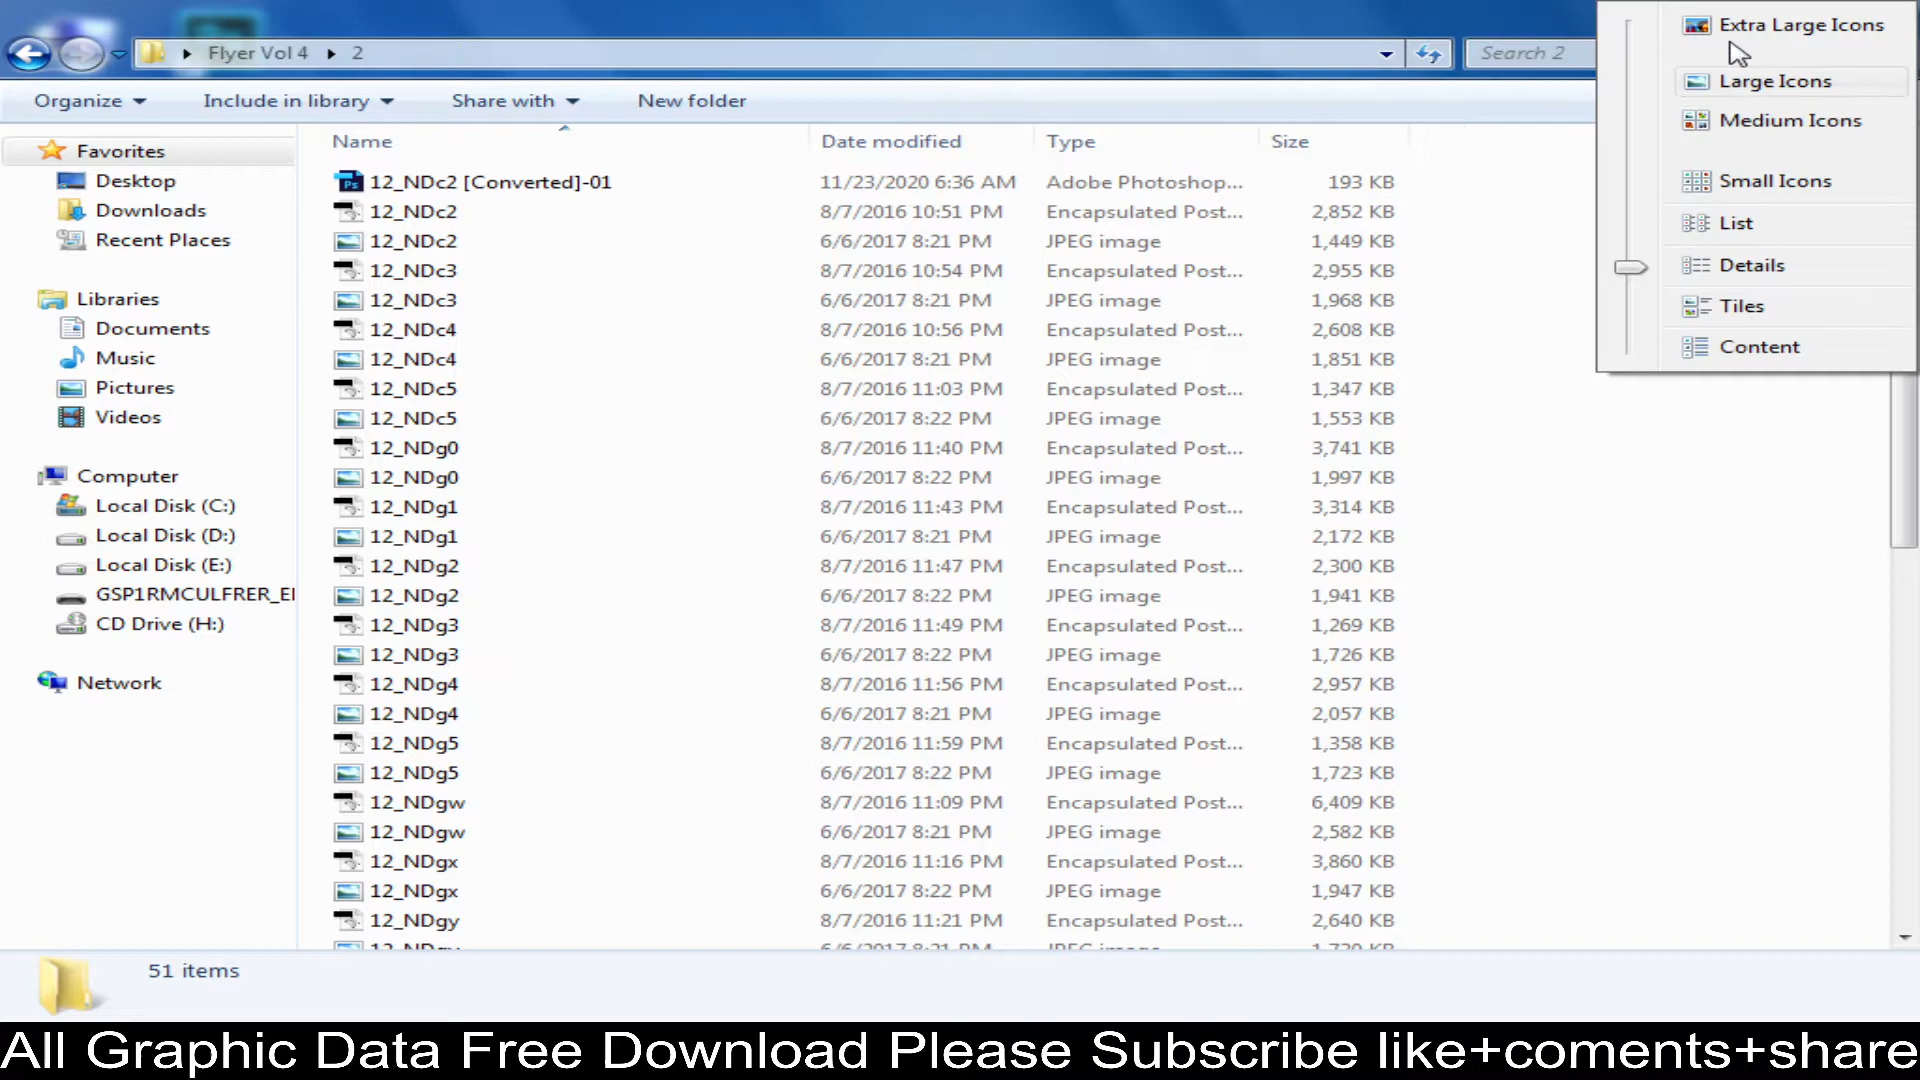 Flyer Vol 4 2
Search 2
Organize Include in library Share with New folder
Extra Large Icons
Large Icons
Medium Icons
Small Icons
List
Details
Tiles
Content
Favorites
Desktop
Downloads
Recent Places
Libraries
Documents
Music
Pictures
Videos
Computer
Local Disk (C:)
Local Disk (D:)
Local Disk (E:)
GSP1RMCULFRER_E
CD Drive (H:)
Network
Name Date modified Type Size
12_NDc2 [Converted]-01 11/23/2020 6:36 AM Adobe Photoshop... 193 KB
12_NDc2 8/7/2016 10:51 PM Encapsulated Post... 2,852 KB
12_NDc2 6/6/2017 8:21 PM JPEG image 1,449 KB
12_NDc3 8/7/2016 10:54 PM Encapsulated Post... 2,955 KB
12_NDc3 6/6/2017 8:21 PM JPEG image 1,968 KB
12_NDc4 8/7/2016 10:56 PM Encapsulated Post... 2,608 KB
12_NDc4 6/6/2017 8:21 PM JPEG image 1,851 KB
12_NDc5 8/7/2016 11:03 PM Encapsulated Post... 1,347 KB
12_NDc5 6/6/2017 8:22 PM JPEG image 1,553 KB
12_NDg0 8/7/2016 11:40 PM Encapsulated Post... 3,741 KB
12_NDg0 6/6/2017 8:22 PM JPEG image 1,997 KB
12_NDg1 8/7/2016 11:43 PM Encapsulated Post... 3,314 KB
12_NDg1 6/6/2017 8:21 PM JPEG image 2,172 KB
12_NDg2 8/7/2016 11:47 PM Encapsulated Post... 2,300 KB
12_NDg2 6/6/2017 8:22 PM JPEG image 1,941 KB
12_NDg3 8/7/2016 11:49 PM Encapsulated Post... 1,269 KB
12_NDg3 6/6/2017 8:22 PM JPEG image 1,726 KB
12_NDg4 8/7/2016 11:56 PM Encapsulated Post... 2,957 KB
12_NDg4 6/6/2017 8:21 PM JPEG image 2,057 KB
12_NDg5 8/7/2016 11:59 PM Encapsulated Post... 1,358 KB
12_NDg5 6/6/2017 8:22 PM JPEG image 1,723 KB
12_NDgw 8/7/2016 11:09 PM Encapsulated Post... 6,409 KB
12_NDgw 6/6/2017 8:21 PM JPEG image 2,582 KB
12_NDgx 8/7/2016 11:16 PM Encapsulated Post... 3,860 KB
12_NDgx 6/6/2017 8:22 PM JPEG image 1,947 KB
12_NDgy 8/7/2016 11:21 PM Encapsulated Post... 2,640 KB
51 items
All Graphic Data Free Download Please Subscribe like+coments+share